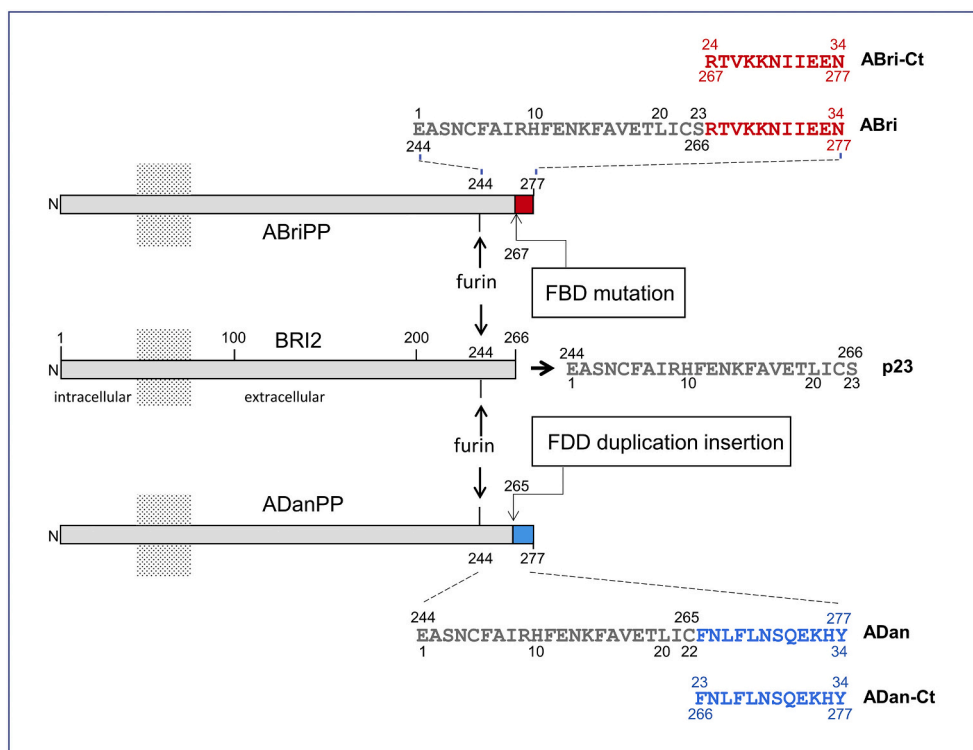 24 34
RTVKKNIIEEN ABri-Ct
267 277
1 10 20 23 34
EASNCFAIRHFENKFAVETLICSRTVKKNIIEEN ABri
244 266 277
244 277
N
ABriPP
267
furin
FBD mutation
1 100 BRI2 200 266
244
N
intracellular extracellular
244 266
EASNCFAIRHFENKFAVETLICS p23
1 10 20 23
furin
FDD duplication insertion
265
ADanPP
N
244 277
244 265 277
EASNCFAIRHFENKFAVETLICFNLFLNSQEKHY ADan
1 10 20 22 34
23 34
FNLFLNSQEKHY ADan-Ct
266 277